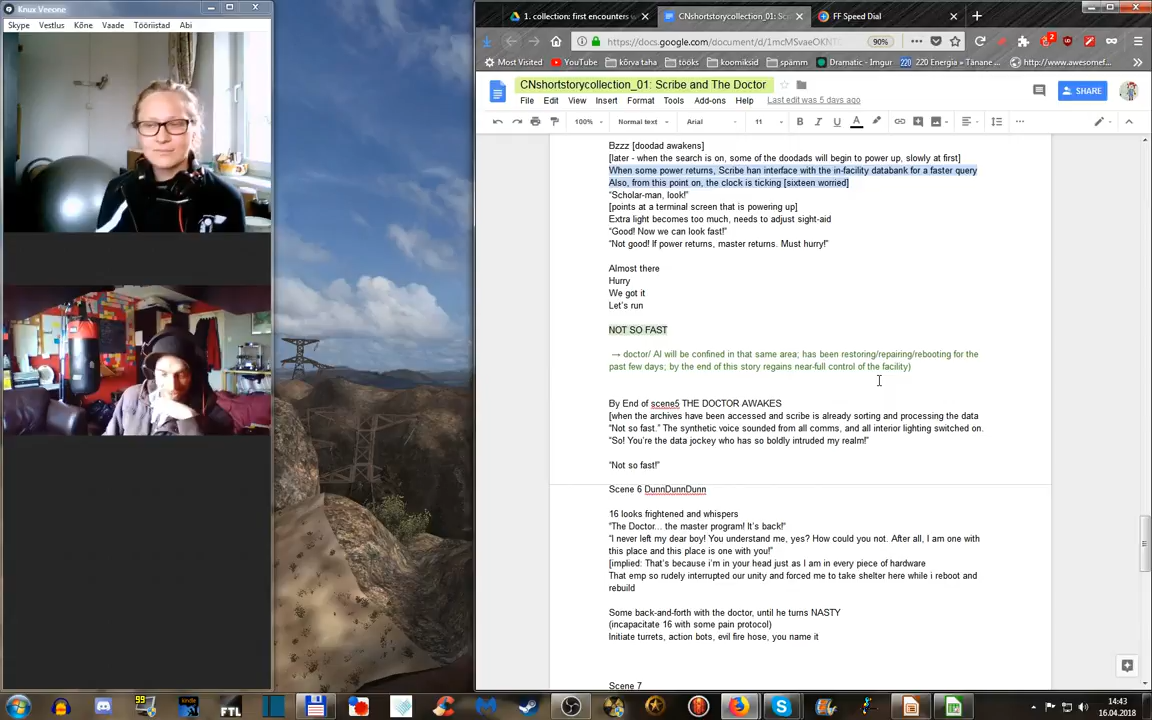 Knux Vreeone
Skype Vestlus Kõne Vaade Tööriistad Abi
1. collection: first encounters
CNshortstorycollection_01: Sc
FF Speed Dial
https://docs.google.com/document/d/1mcMSvaeOKNT
90%
2
Most Visited YouTube kõrva taha tööks koomiksid spämm Dramatic - Imgur 220 Energia › Tänane ... http://www.awesomef...
CNshortstorycollection_01: Scribe and The Doctor
File Edit View Insert Format Tools Add-ons Help Last edit was 5 days ago
SHARE
100% Normal text Arial 11 B I U A
Bzzz [doodad awakens]
[later - when the search is on, some of the doodads will begin to power up, slowly at first]
When some power returns, Scribe han interface with the in-facility databank for a faster query
Also, from this point on, the clock is ticking [sixteen worried]
“Scholar-man, look!”
[points at a terminal screen that is powering up]
Extra light becomes too much, needs to adjust sight-aid
“Good! Now we can look fast!”
“Not good! If power returns, master returns. Must hurry!”
Almost there
Hurry
We got it
Let’s run
NOT SO FAST
→ doctor/ AI will be confined in that same area; has been restoring/repairing/rebooting for the
past few days; by the end of this story regains near-full control of the facility)
By End of scene5 THE DOCTOR AWAKES
[when the archives have been accessed and scribe is already sorting and processing the data
“Not so fast.” The synthetic voice sounded from all comms, and all interior lighting switched on.
“So! You’re the data jockey who has so boldly intruded my realm!”
“Not so fast!”
Scene 6 DunnDunnDunn
16 looks frightened and whispers
“The Doctor... the master program! It’s back!”
“I never left my dear boy! You understand me, yes? How could you not. After all, I am one with
this place and this place is one with you!”
[implied: That’s because i’m in your head just as I am in every piece of hardware
That emp so rudely interrupted our unity and forced me to take shelter here while i reboot and
rebuild
Some back-and-forth with the doctor, until he turns NASTY
(incapacitate 16 with some pain protocol)
Initiate turrets, action bots, evil fire hose, you name it
Scene 7
99
FTL
14:43
16.04.2018